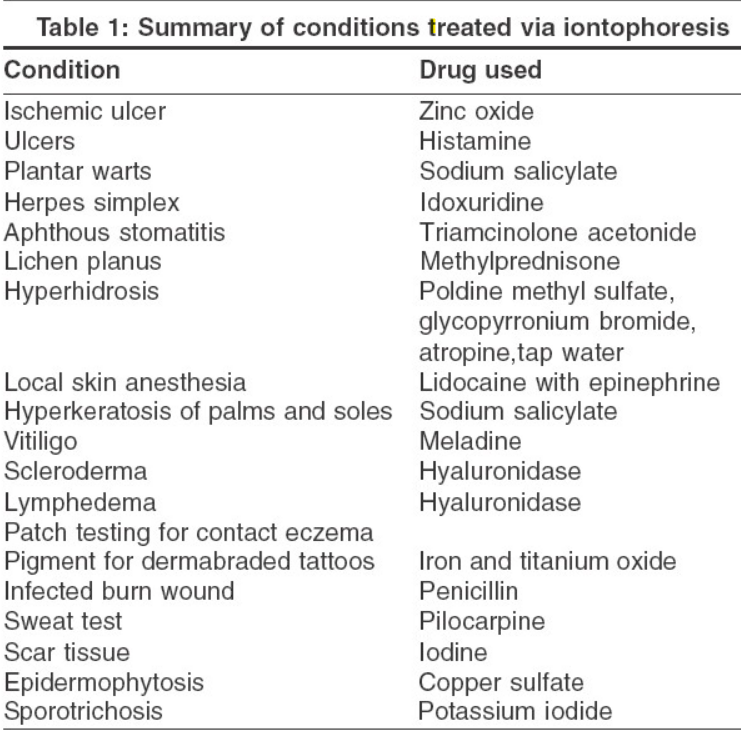 Table 1: Summary of conditions treated via iontophoresis
Condition Drug used
Ischemic ulcer Zinc oxide
Ulcers Histamine
Plantar warts Sodium salicylate
Herpes simplex Idoxuridine
Aphthous stomatitis Triamcinolone acetonide
Lichen planus Methylprednisone
Hyperhidrosis Poldine methyl sulfate,
glycopyrronium bromide,
atropine,tap water
Local skin anesthesia Lidocaine with epinephrine
Hyperkeratosis of palms and soles Sodium salicylate
Vitiligo Meladine
Scleroderma Hyaluronidase
Lymphedema Hyaluronidase
Patch testing for contact eczema
Pigment for dermabraded tattoos Iron and titanium oxide
Infected burn wound Penicillin
Sweat test Pilocarpine
Scar tissue Iodine
Epidermophytosis Copper sulfate
Sporotrichosis Potassium iodide